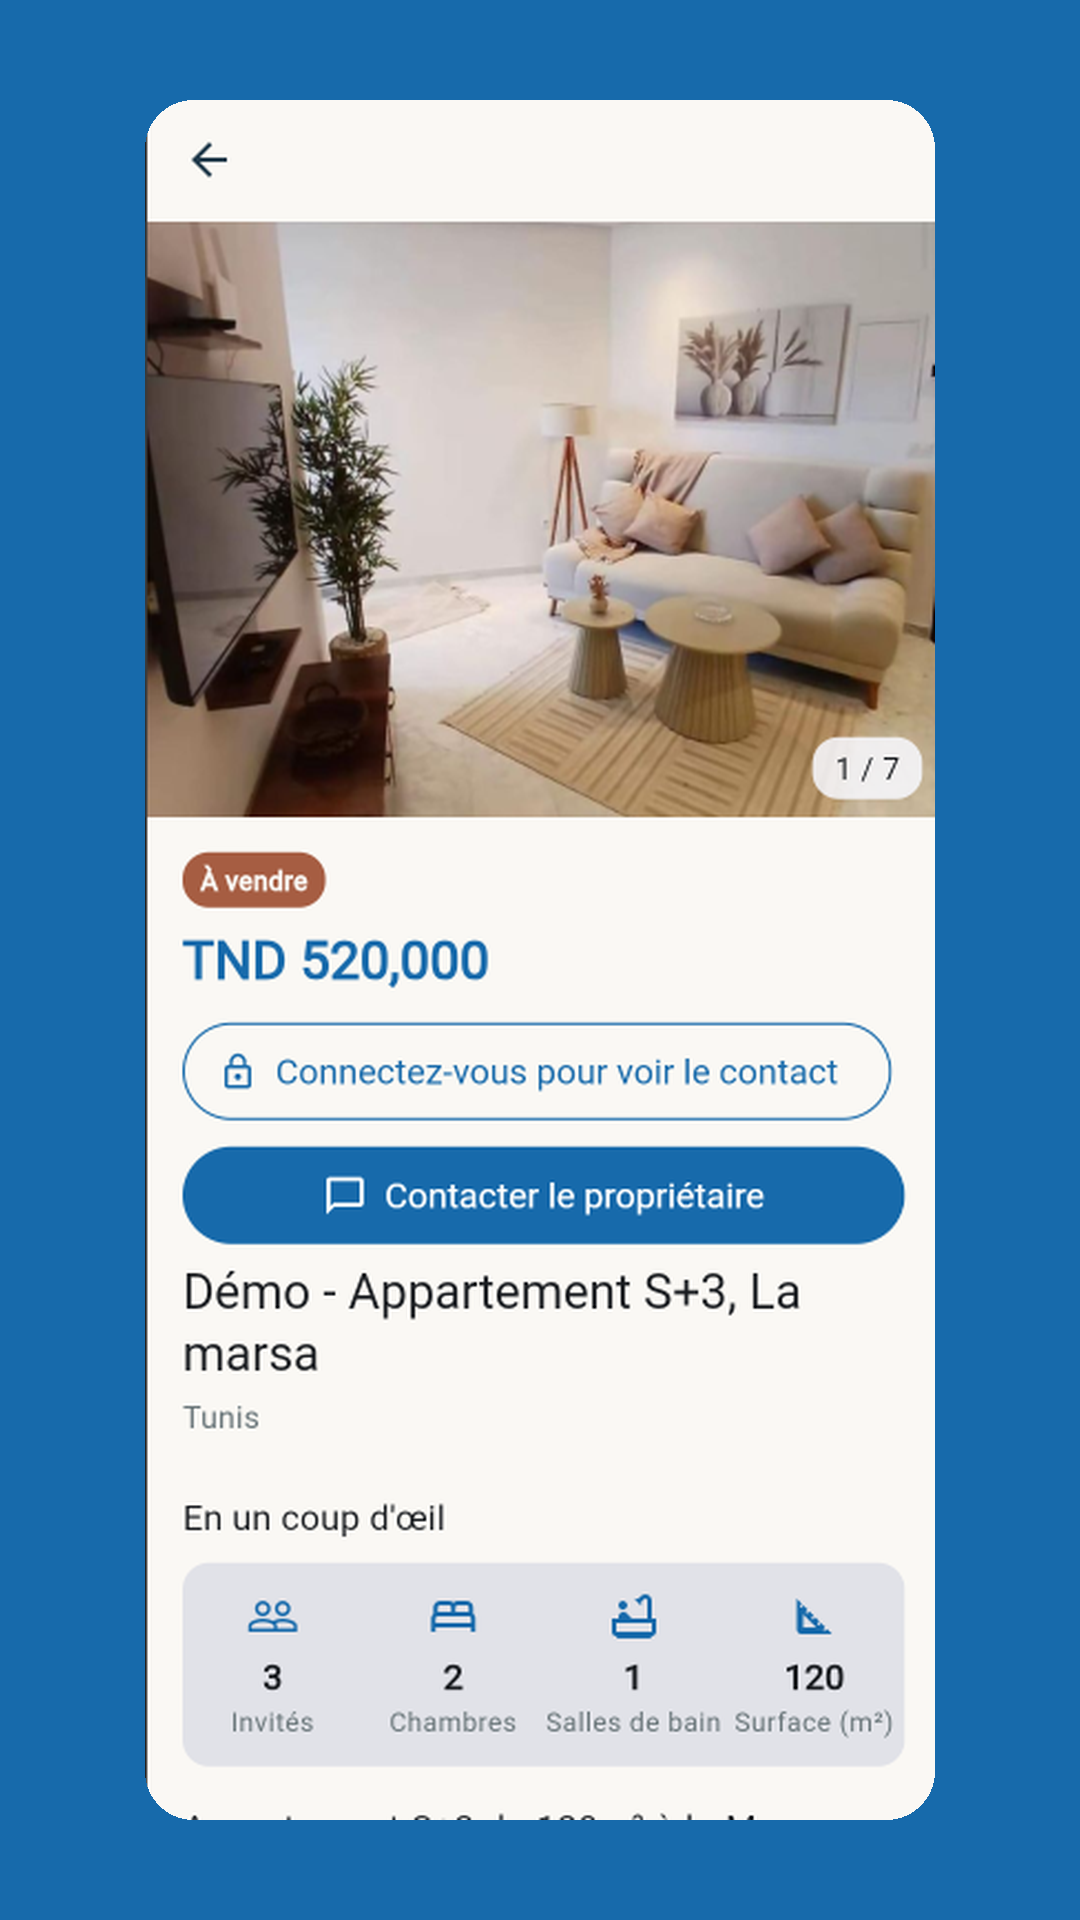 1 / 7
À vendre
TND 520,000
Connectez-vous pour voir le contact
Contacter le propriétaire
Démo - Appartement S+3, La
marsa
Tunis
En un coup d'œil
3
2
1
120
Invités
Chambres
Salles de bain
Surface (m²)